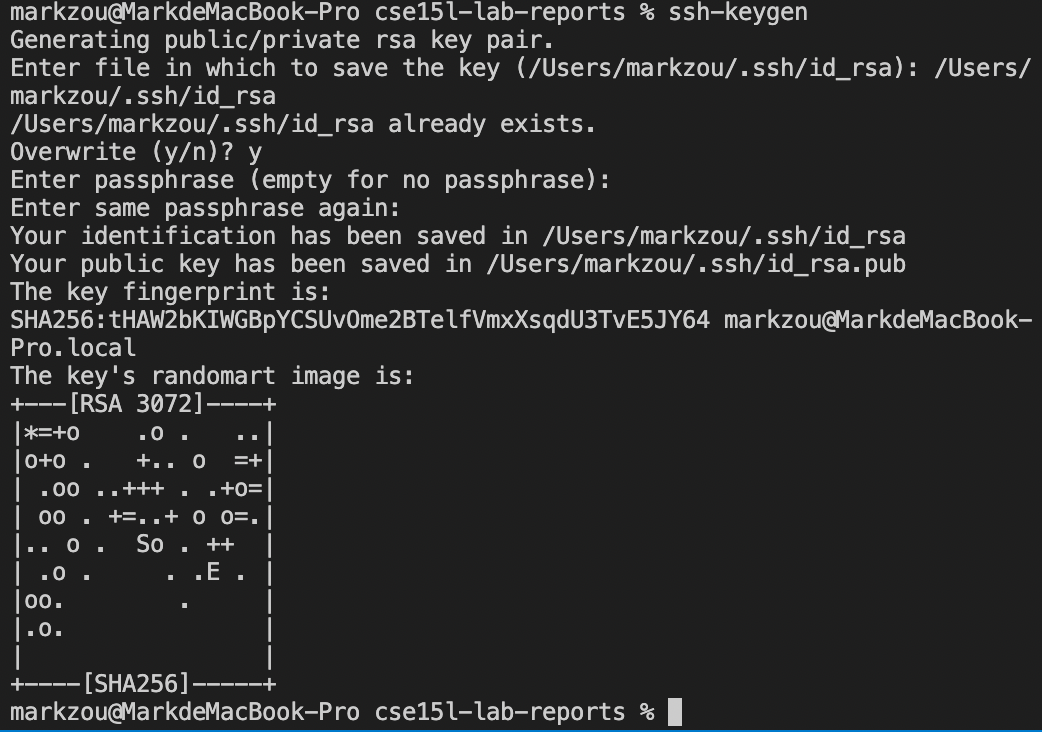 markzou@MarkdeMacBook-Pro cse15l-lab-reports % ssh-keygen
Generating public/private rsa key pair.
Enter file in which to save the key (/Users/markzou/.ssh/id_rsa): /Users/
markzou/.ssh/id_rsa
/Users/markzou/.ssh/id_rsa already exists.
Overwrite (y/n)? y
Enter passphrase (empty for no passphrase):
Enter same passphrase again:
Your identification has been saved in /Users/markzou/.ssh/id_rsa
Your public key has been saved in /Users/markzou/.ssh/id_rsa.pub
The key fingerprint is:
SHA256:tHAW2bKIWGBpYCSUvOme2BTelfVmxXsqdU3TvE5JY64 markzou@MarkdeMacBook-
Pro.local
The key's randomart image is:
+---[RSA 3072]----+
|*=+o    .o .   ..|
|o+o .   +.. o  =+|
| .oo ..+++ . .+o=|
| oo . +=..+ o o=.|
|.. o .  So . ++  |
| .o .     . .E . |
|oo.        .     |
|.o.              |
|                 |
+----[SHA256]-----+
markzou@MarkdeMacBook-Pro cse15l-lab-reports %